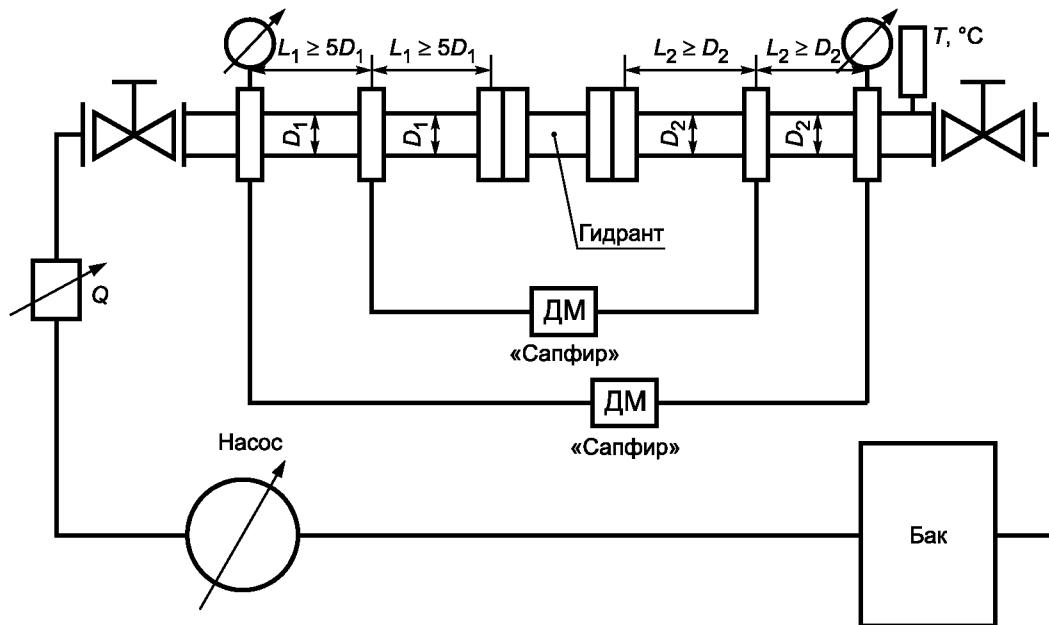 L₁ ≥ 5D₁
L₁ ≥ 5D₁
L₂ ≥ D₂
L₂ ≥ D₂
T, °C
D₁
D₁
D₂
D₂
Гидрант
Q
ДМ
«Сапфир»
ДМ
«Сапфир»
Насос
Бак